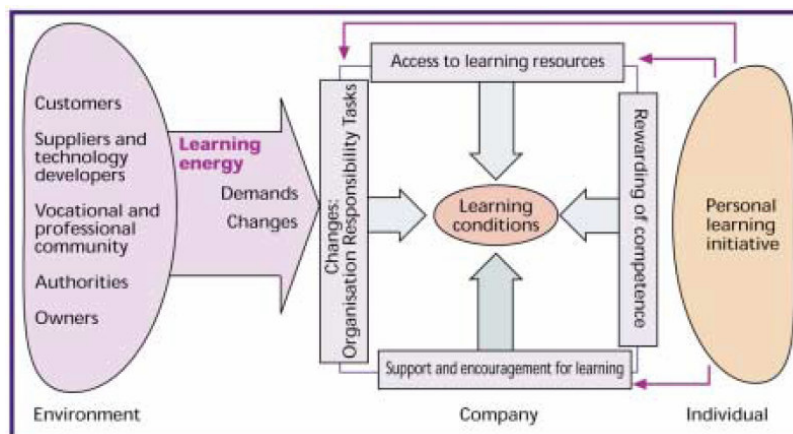 Customers
Suppliers and
technology
developers
Vocational and
professional
community
Authorities
Owners
Learning
energy
Demands
Changes
Changes:
Organisation Responsibility Tasks
Access to learning resources
Learning
conditions
Rewarding of competence
Support and encouragement for learning
Personal
learning
initiative
Environment
Company
Individual